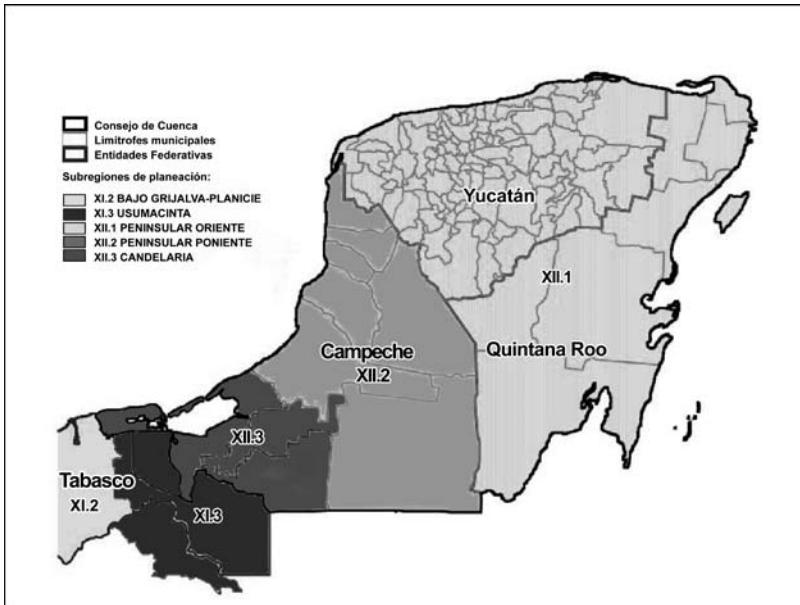 Consejo de Cuenca
Limítrofes municipales
Entidades Federativas
Subregiones de planeación:
XI.2 BAJO GRIJALVA-PLANICIE
XI.3 USUMACINTA
XII.1 PENINSULAR ORIENTE
XII.2 PENINSULAR PONIENTE
XII.3 CANDELARIA
Yucatán
XII.1
Quintana Roo
Campeche
XII.2
XII.3
Tabasco
XI.2
XI.3